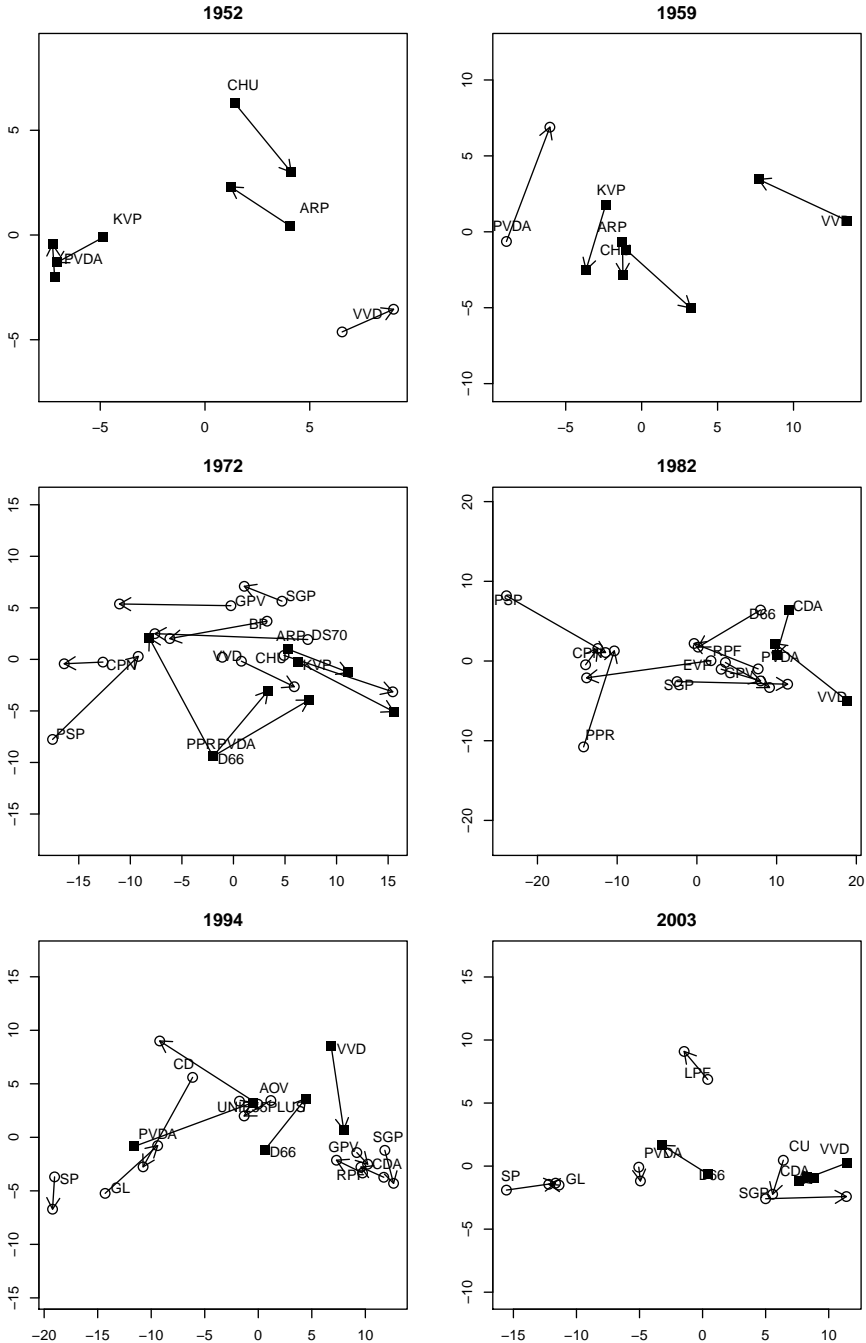 1952
5
0
−5
CHU
KVP
ARP
PVDA
VVD
−5 0 5
1959
10
5
0
−5
−10
KVP
PVDA
ARP
VVD
CHU
−5 0 5 10
1972
15
10
5
0
−5
−10
−15
SGP
GPV
BP
ARP DS70
VVD CHU
CPN KVP
PSP
PPR PVDA
D66
−15 −10 −5 0 5 10 15
1982
20
10
0
−10
−20
PSP
CDA
D66
CPN RPF PVDA
EVP GPV
SGP
VVD
PPR
−20 −10 0 10 20
1994
15
10
5
0
−5
−10
−15
VVD
CD
AOV
UNIE55PLUS
PVDA SGP
D66 GPV
CDA
SP RPF
GL
−20 −15 −10 −5 0 5 10
2003
15
10
5
0
−5
−10
LPF
CU VVD
PVDA
SP D66 CDA
GL
SGP
−15 −10 −5 0 5 10